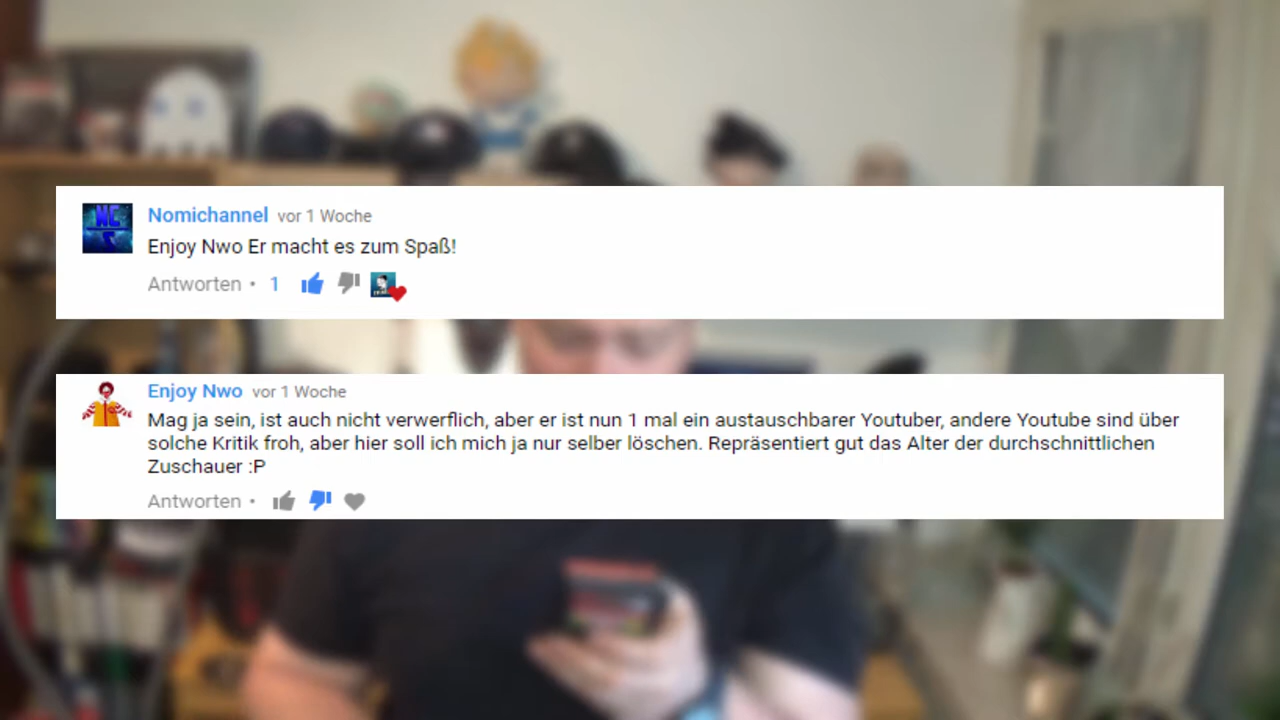 Nomichannel vor 1 Woche
Enjoy Nwo Er macht es zum Spaß!
Antworten • 1
Enjoy Nwo vor 1 Woche
Mag ja sein, ist auch nicht verwerflich, aber er ist nun 1 mal ein austauschbarer Youtuber, andere Youtube sind über
solche Kritik froh, aber hier soll ich mich ja nur selber löschen. Repräsentiert gut das Alter der durchschnittlichen
Zuschauer :P
Antworten •